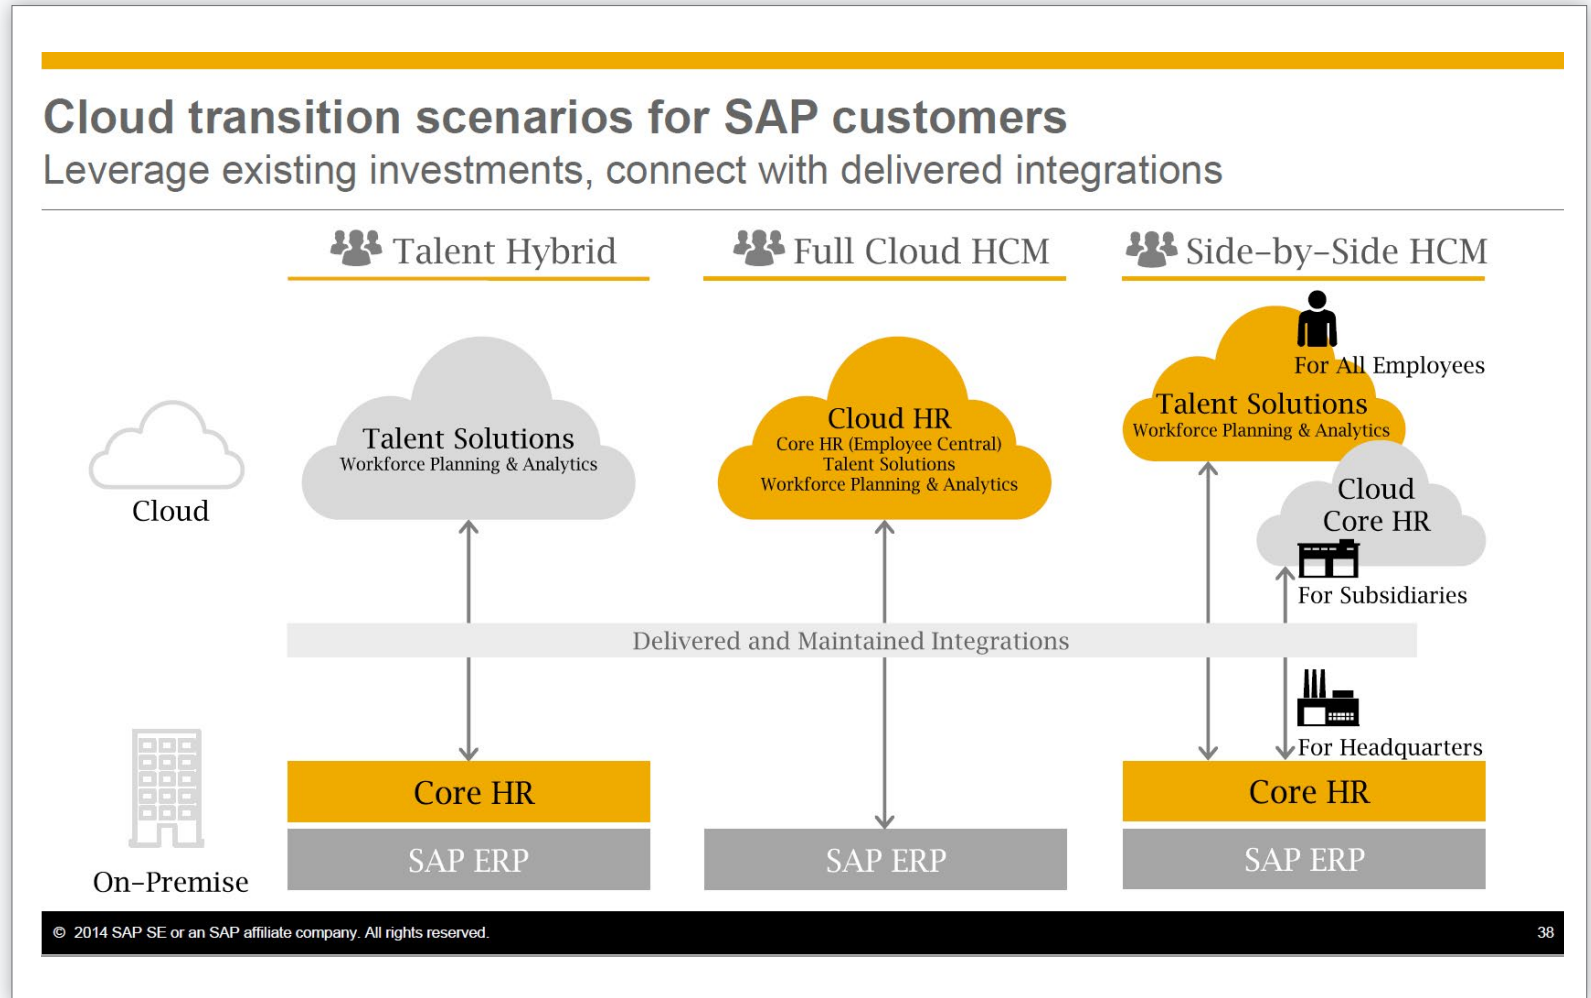 Cloud transition scenarios for SAP customers
Leverage existing investments, connect with delivered integrations
Talent Hybrid
Full Cloud HCM
Side-by-Side HCM
Cloud
Talent Solutions
Workforce Planning & Analytics
Cloud HR
Core HR (Employee Central)
Talent Solutions
Workforce Planning & Analytics
For All Employees
Talent Solutions
Workforce Planning & Analytics
Cloud
Core HR
For Subsidiaries
Delivered and Maintained Integrations
For Headquarters
On-Premise
Core HR
SAP ERP
SAP ERP
Core HR
SAP ERP
© 2014 SAP SE or an SAP affiliate company. All rights reserved.
38